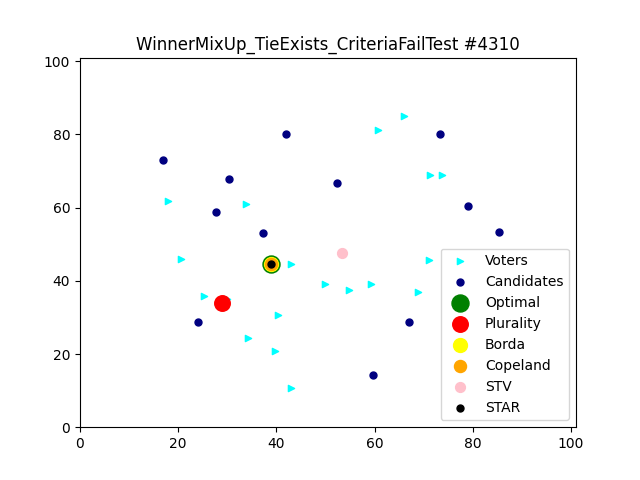 WinnerMixUp_TieExists_CriteriaFailTest #4310
100
80
60
40
20
0
Voters
Candidates
Optimal
Plurality
Borda
Copeland
STV
STAR
0 20 40 60 80 100